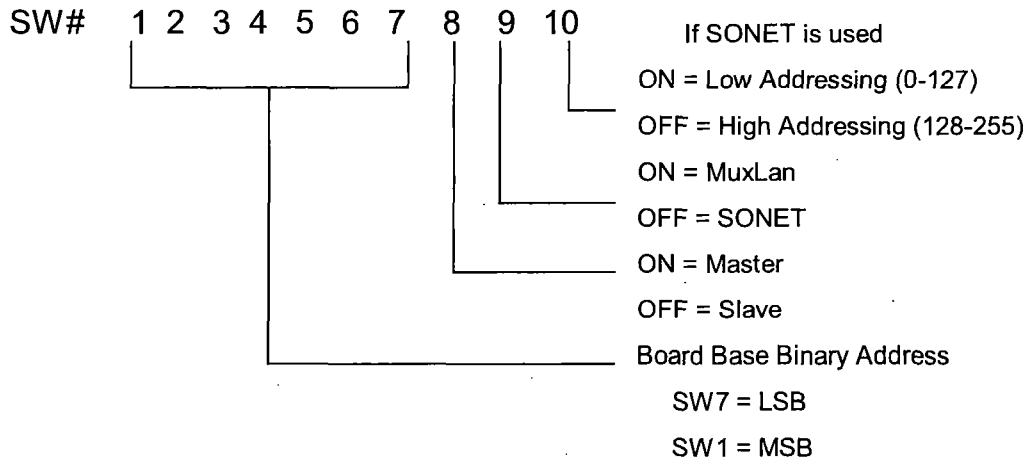 SW# 1 2 3 4 5 6 7 8 9 10
If SONET is used
ON = Low Addressing (0-127)
OFF = High Addressing (128-255)
ON = MuxLan
OFF = SONET
ON = Master
OFF = Slave
Board Base Binary Address
SW7 = LSB
SW1 = MSB